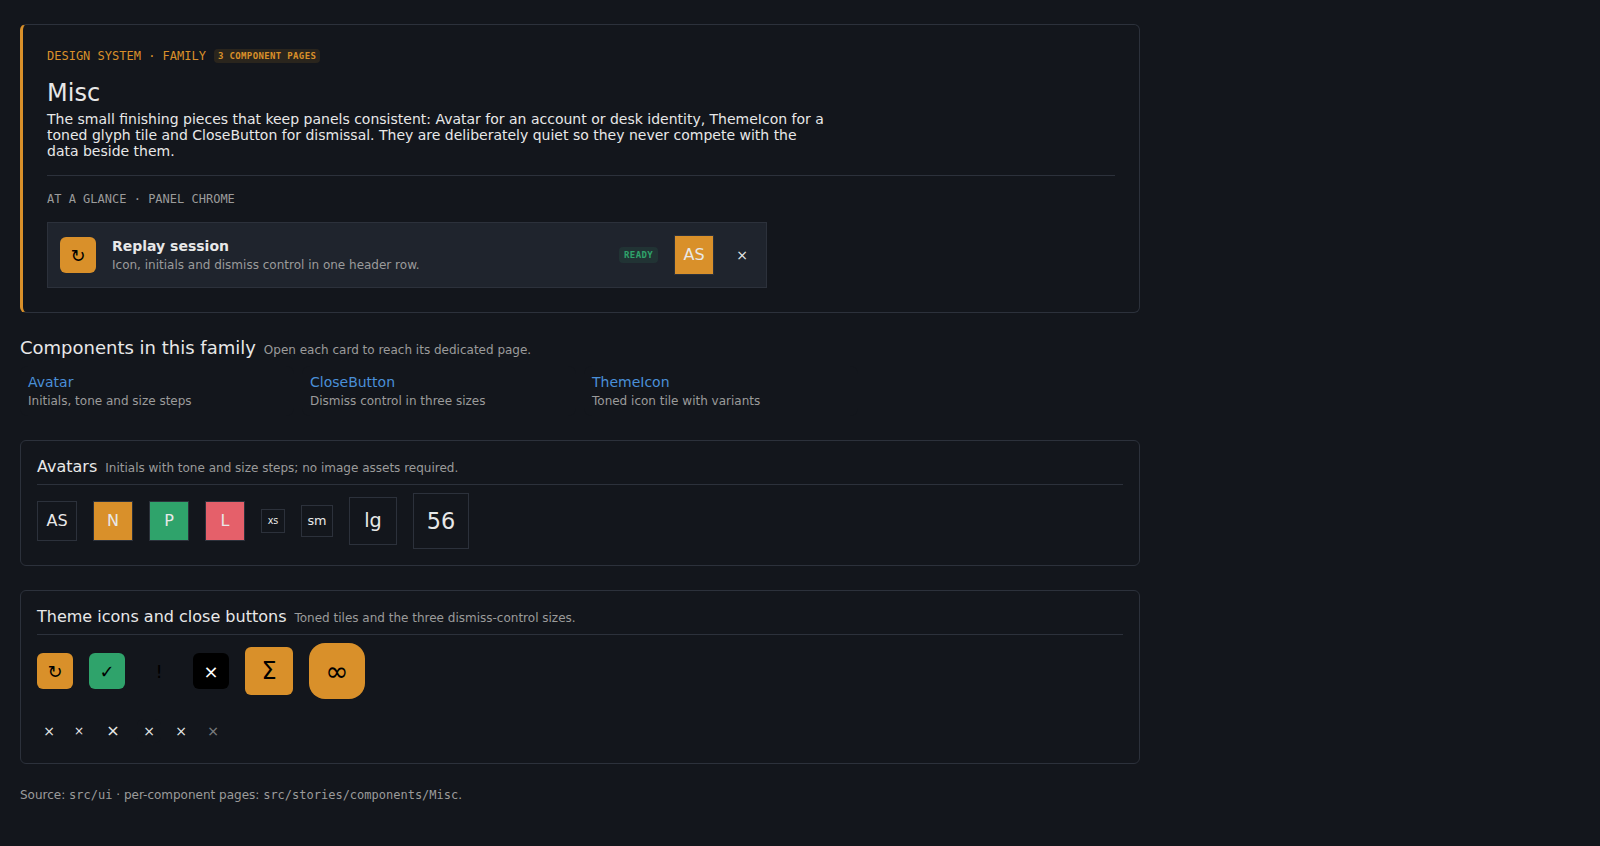 DESIGN SYSTEM · FAMILY 3 COMPONENT PAGES
Misc
The small finishing pieces that keep panels consistent: Avatar for an account or desk identity, ThemeIcon for a
toned glyph tile and CloseButton for dismissal. They are deliberately quiet so they never compete with the
data beside them.
AT A GLANCE · PANEL CHROME
↻ Replay session READY AS ×
Icon, initials and dismiss control in one header row.
Components in this family Open each card to reach its dedicated page.
Avatar CloseButton ThemeIcon
Initials, tone and size steps Dismiss control in three sizes Toned icon tile with variants
Avatars Initials with tone and size steps; no image assets required.
AS N P L xs sm lg 56
Theme icons and close buttons Toned tiles and the three dismiss-control sizes.
↻ ✓ ! × Σ ∞
× × × × × ×
Source: src/ui · per-component pages: src/stories/components/Misc.